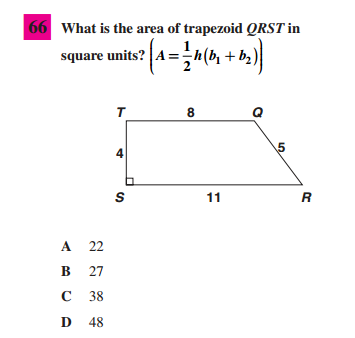 66 What is the area of trapezoid QRST in
square units? (A = 1/2 h(b₁ + b₂))
T 8 Q
4 5
S 11 R
A 22
B 27
C 38
D 48